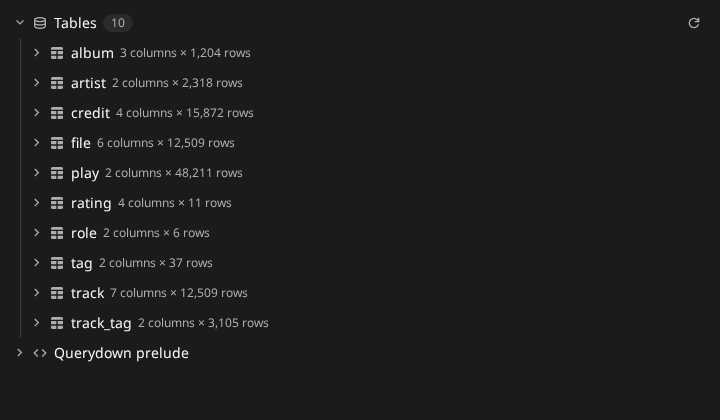 Tables 10
album 3 columns × 1,204 rows
artist 2 columns × 2,318 rows
credit 4 columns × 15,872 rows
file 6 columns × 12,509 rows
play 2 columns × 48,211 rows
rating 4 columns × 11 rows
role 2 columns × 6 rows
tag 2 columns × 37 rows
track 7 columns × 12,509 rows
track_tag 2 columns × 3,105 rows
Querydown prelude